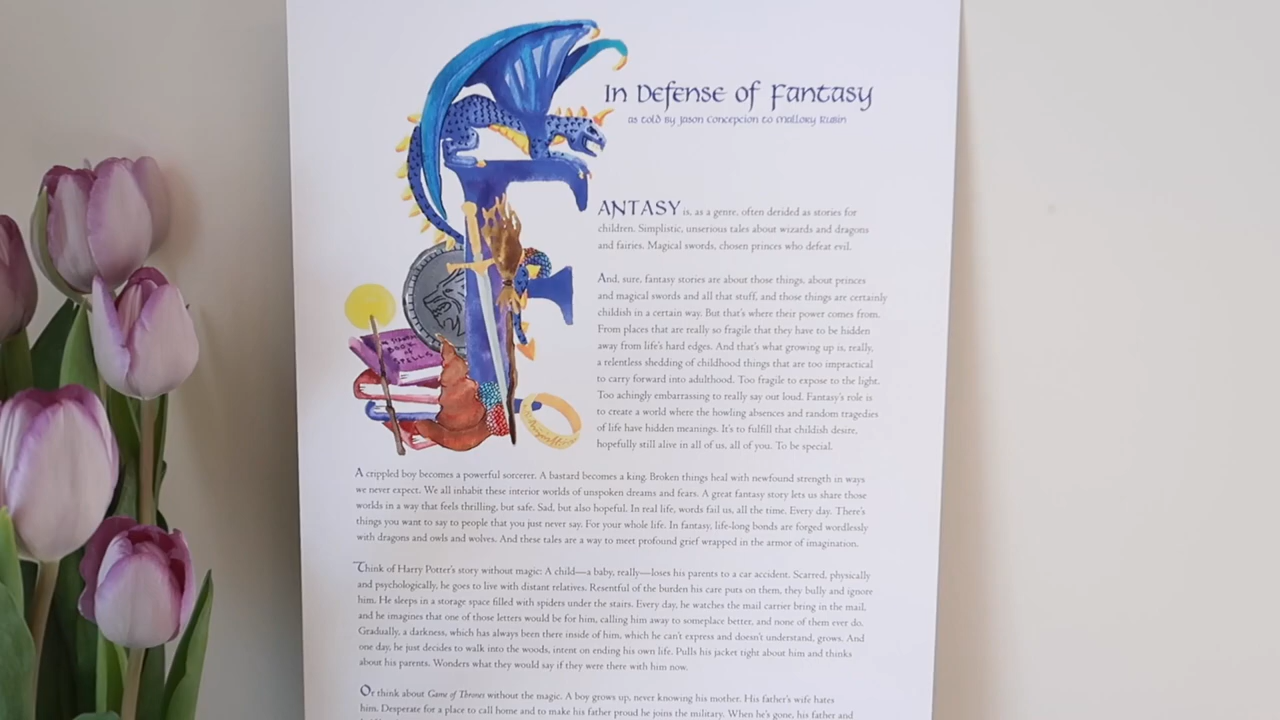 In Defense of Fantasy
as told by Jason Concepcion to Mallory Rubin
FANTASY is, as a genre, often derided as stories for
children. Simplistic, unserious tales about wizards and dragons
and fairies. Magical swords, chosen princes who defeat evil.
And, sure, fantasy stories are about those things, about princes
and magical swords and all that stuff, and those things are certainly
childish in a certain way. But that's where their power comes from.
From places that are really so fragile that they have to be hidden
away from life's hard edges. And that's what growing up is, really,
a relentless shedding of childhood things that are too impractical
to carry forward into adulthood. Too fragile to expose to the light.
Too achingly embarrassing to really say out loud. Fantasy's role is
to create a world where the howling absences and random tragedies
of life have hidden meanings. It's to fulfill that childish desire,
hopefully still alive in all of us, all of you. To be special.
BOOK
of
SPELLS
A crippled boy becomes a powerful sorcerer. A bastard becomes a king. Broken things heal with newfound strength in ways
we never expect. We all inhabit these interior worlds of unspoken dreams and fears. A great fantasy story lets us share those
worlds in a way that feels thrilling, but safe. Sad, but also hopeful. In real life, words fail us, all the time. Every day. There's
things you want to say to people that you just never say. For your whole life. In fantasy, life-long bonds are forged wordlessly
with dragons and owls and wolves. And these tales are a way to meet profound grief wrapped in the armor of imagination.
Think of Harry Potter's story without magic: A child—a baby, really—loses his parents to a car accident. Scarred, physically
and psychologically, he goes to live with distant relatives. Resentful of the burden his care puts on them, they bully and ignore
him. He sleeps in a storage space filled with spiders under the stairs. Every day, he watches the mail carrier bring in the mail,
and he imagines that one of those letters would be for him, calling him away to someplace better, and none of them ever do.
Gradually, a darkness, which has always been there inside of him, which he can't express and doesn't understand, grows. And
one day, he just decides to walk into the woods, intent on ending his own life. Pulls his jacket tight about him and thinks
about his parents. Wonders what they would say if they were there with him now.
Or think about Game of Thrones without the magic. A boy grows up, never knowing his mother. His father's wife hates
him. Desperate for a place to call home and to make his father proud he joins the military. When he's gone, his father and